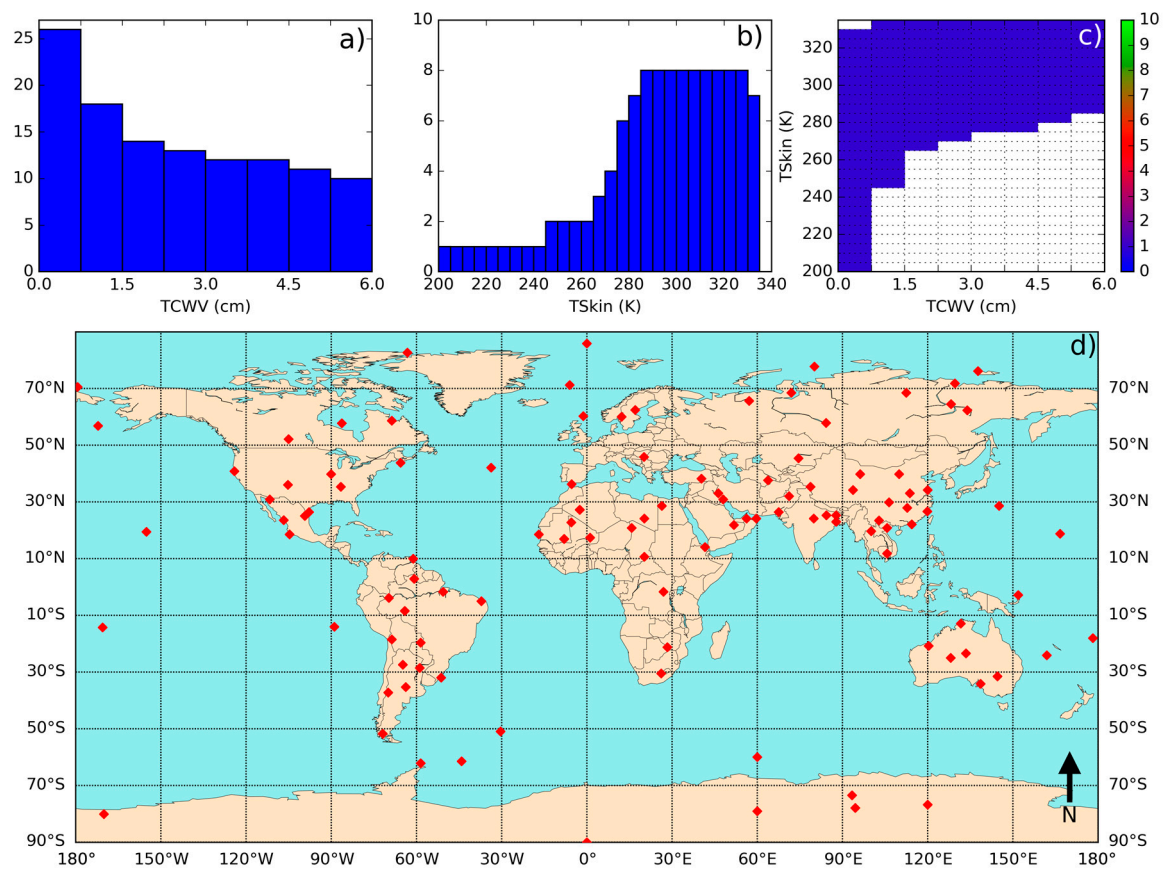 a)
25
20
15
10
5
0
0.0 1.5 3.0 4.5 6.0
TCWV (cm)
b)
10
8
6
4
2
0
200 220 240 260 280 300 320 340
TSkin (K)
c)
320
300
280
260
240
220
200
TSkin (K)
0.0 1.5 3.0 4.5 6.0
TCWV (cm)
10
9
8
7
6
5
4
3
2
1
0
d)
70°N 70°N
50°N 50°N
30°N 30°N
10°N 10°N
10°S 10°S
30°S 30°S
50°S 50°S
70°S 70°S
N
90°S 90°S
180° 150°W 120°W 90°W 60°W 30°W 0° 30°E 60°E 90°E 120°E 150°E 180°